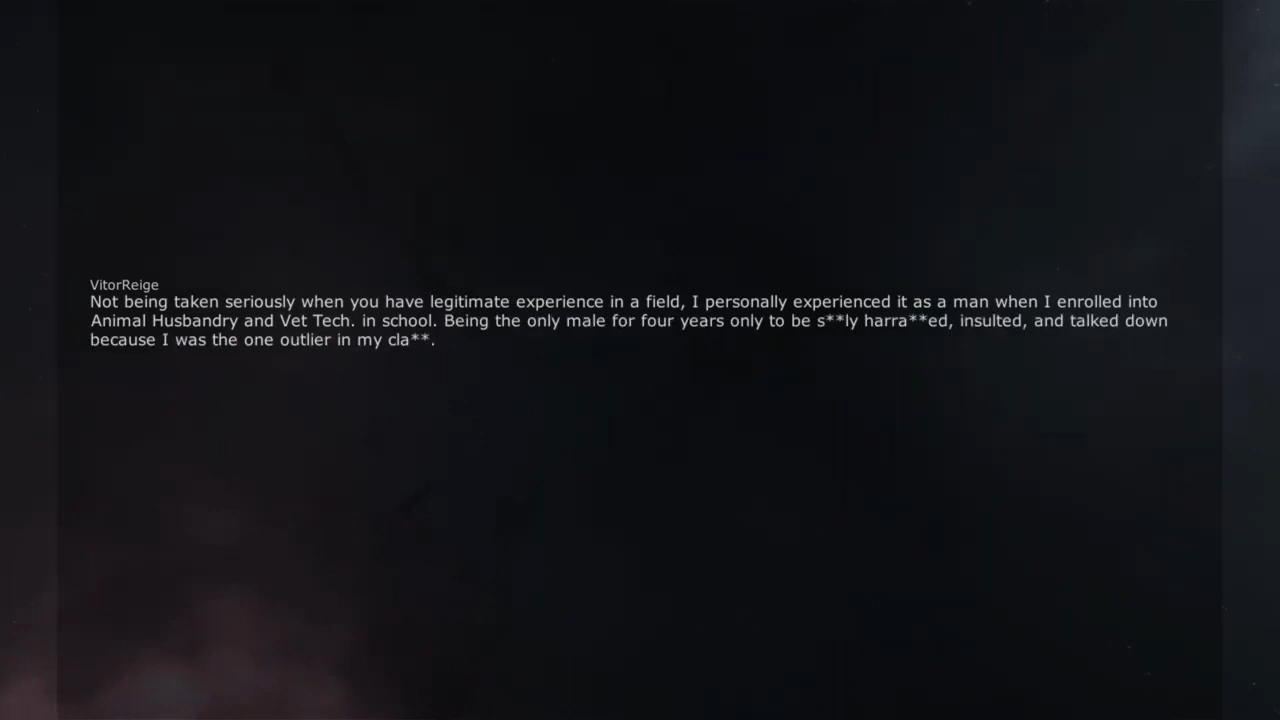 VitorReige
Not being taken seriously when you have legitimate experience in a field, I personally experienced it as a man when I enrolled into
Animal Husbandry and Vet Tech. in school. Being the only male for four years only to be s**ly harra**ed, insulted, and talked down
because I was the one outlier in my cla**.